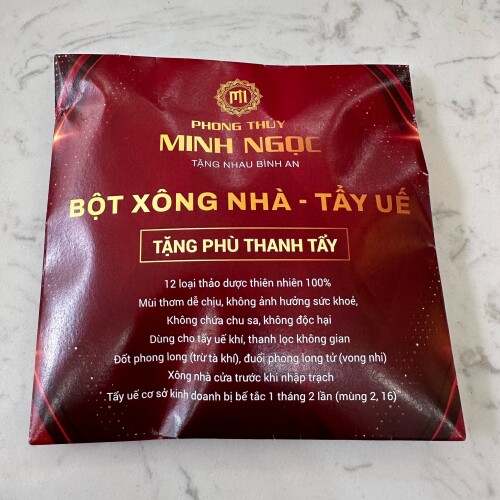 MI
PHONG THỦY
MINH NGỌC
TẶNG NHAU BÌNH AN
BỘT XÔNG NHÀ - TẨY UẾ
TẶNG PHÙ THANH TẨY
12 loại thảo dược thiên nhiên 100%
Mùi thơm dễ chịu, không ảnh hưởng sức khoẻ,
Không chứa chu sa, không độc hại
Dùng cho tẩy uế khí, thanh lọc không gian
Đốt phong long (trừ tà khí), đuổi phong long tử (vong nhi)
Xông nhà cửa trước khi nhập trạch
Tẩy uế cơ sở kinh doanh bị bế tắc 1 tháng 2 lần (mùng 2, 16)